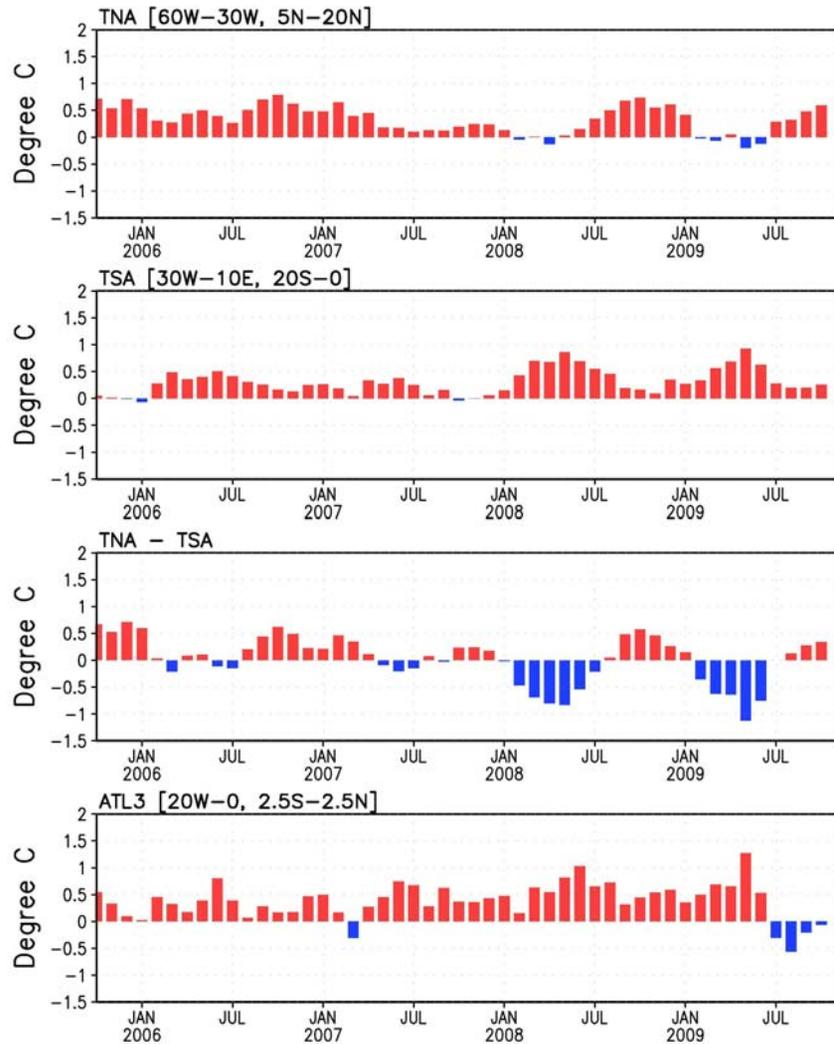 TNA [60W-30W, 5N-20N]
Degree C
2
1.5
1
0.5
0
-0.5
-1
-1.5
JAN JUL JAN JUL JAN JUL JAN JUL
2006 2007 2008 2009
TSA [30W-10E, 20S-0]
Degree C
2
1.5
1
0.5
0
-0.5
-1
-1.5
JAN JUL JAN JUL JAN JUL JAN JUL
2006 2007 2008 2009
TNA - TSA
Degree C
2
1.5
1
0.5
0
-0.5
-1
-1.5
JAN JUL JAN JUL JAN JUL JAN JUL
2006 2007 2008 2009
ATL3 [20W-0, 2.5S-2.5N]
Degree C
2
1.5
1
0.5
0
-0.5
-1
-1.5
JAN JUL JAN JUL JAN JUL JAN JUL
2006 2007 2008 2009